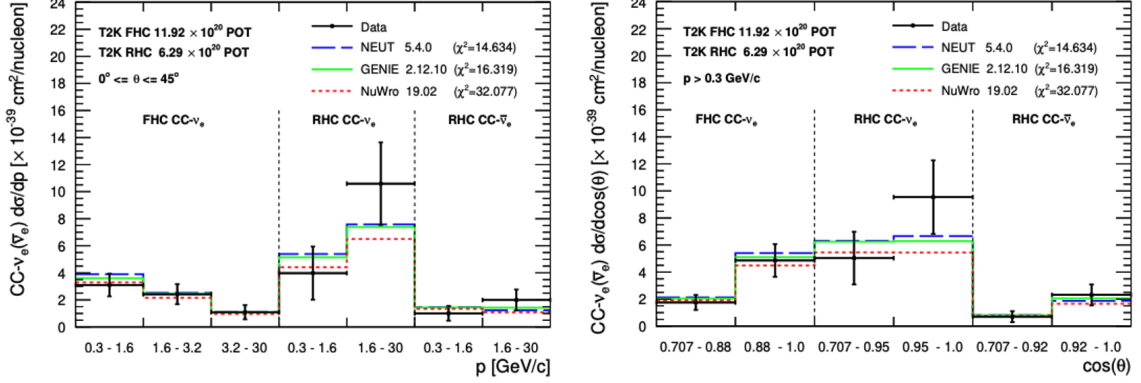 CC-νe(ν̅e) dσ/dp [× 10-39 cm2/nucleon]
24
22
20
18
16
14
12
10
8
6
4
2
0
T2K FHC 11.92 ×1020 POT
T2K RHC 6.29 ×1020 POT
0o <= θ <= 45o
Data
NEUT 5.4.0 (χ2=14.634)
GENIE 2.12.10 (χ2=16.319)
NuWro 19.02 (χ2=32.077)
FHC CC-νe
RHC CC-νe
RHC CC-ν̅e
0.3 - 1.6 1.6 - 3.2 3.2 - 30 0.3 - 1.6 1.6 - 30 0.3 - 1.6 1.6 - 30
p [GeV/c]
CC-νe(ν̅e) dσ/dcos(θ) [× 10-39 cm2/nucleon]
24
22
20
18
16
14
12
10
8
6
4
2
0
T2K FHC 11.92 ×1020 POT
T2K RHC 6.29 ×1020 POT
p > 0.3 GeV/c
Data
NEUT 5.4.0 (χ2=14.634)
GENIE 2.12.10 (χ2=16.319)
NuWro 19.02 (χ2=32.077)
FHC CC-νe
RHC CC-νe
RHC CC-ν̅e
0.707 - 0.88 0.88 - 1.0 0.707 - 0.95 0.95 - 1.0 0.707 - 0.92 0.92 - 1.0
cos(θ)